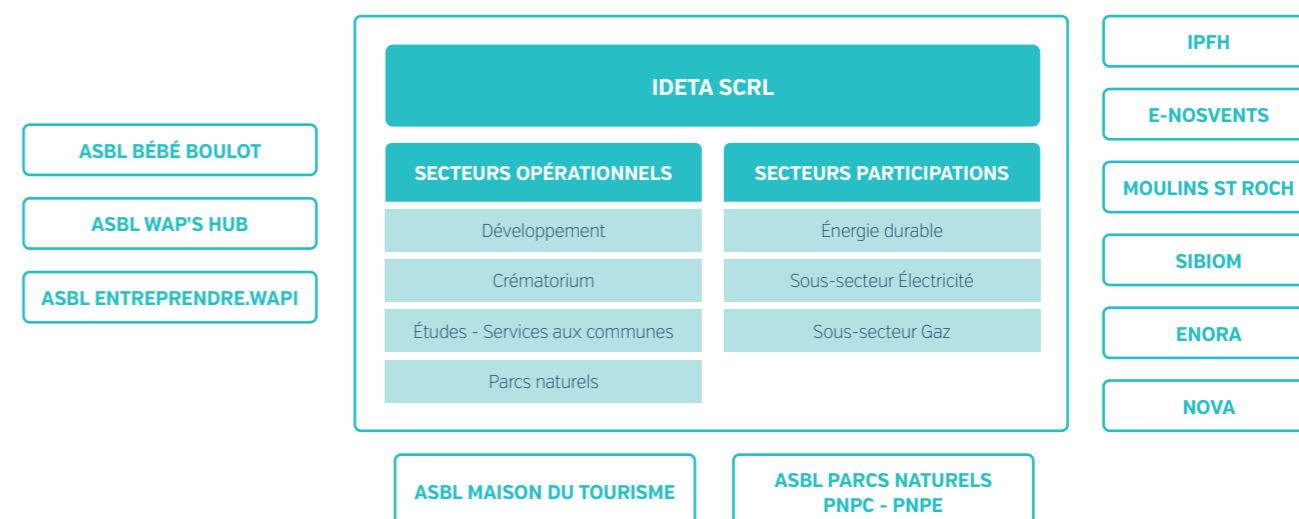 ASBL BÉBÉ BOULOT
ASBL WAP'S HUB
ASBL ENTREPRENDRE.WAPI
IDETA SCRL
SECTEURS OPÉRATIONNELS
Développement
Crématorium
Études - Services aux communes
Parcs naturels
SECTEURS PARTICIPATIONS
Énergie durable
Sous-secteur Électricité
Sous-secteur Gaz
IPFH
E-NOSVENTS
MOULINS ST ROCH
SIBIOM
ENORA
NOVA
ASBL MAISON DU TOURISME
ASBL PARCS NATURELS
PNPC - PNPE